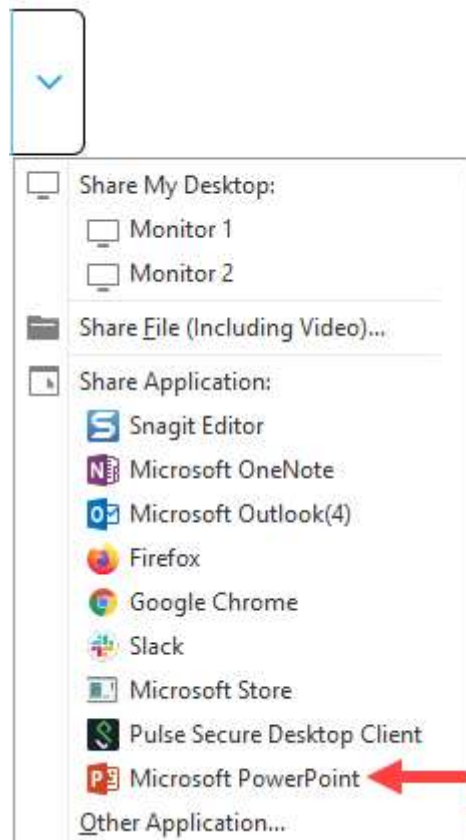 Share My Desktop:
Monitor 1
Monitor 2
Share File (Including Video)...
Share Application:
Snagit Editor
Microsoft OneNote
Microsoft Outlook(4)
Firefox
Google Chrome
Slack
Microsoft Store
Pulse Secure Desktop Client
Microsoft PowerPoint
Other Application...